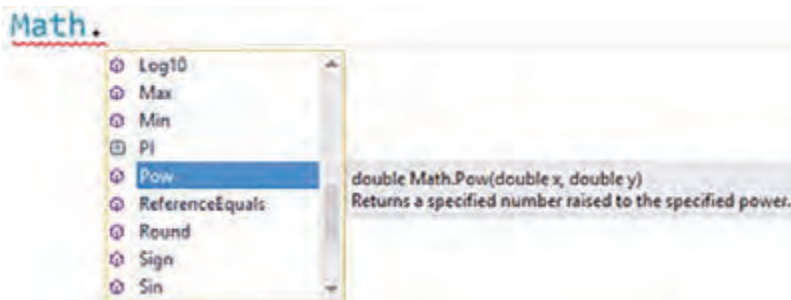 Math.
Log10
Max
Min
PI
Pow
double Math.Pow(double x, double y)
Returns a specified number raised to the specified power.
ReferenceEquals
Round
Sign
Sin